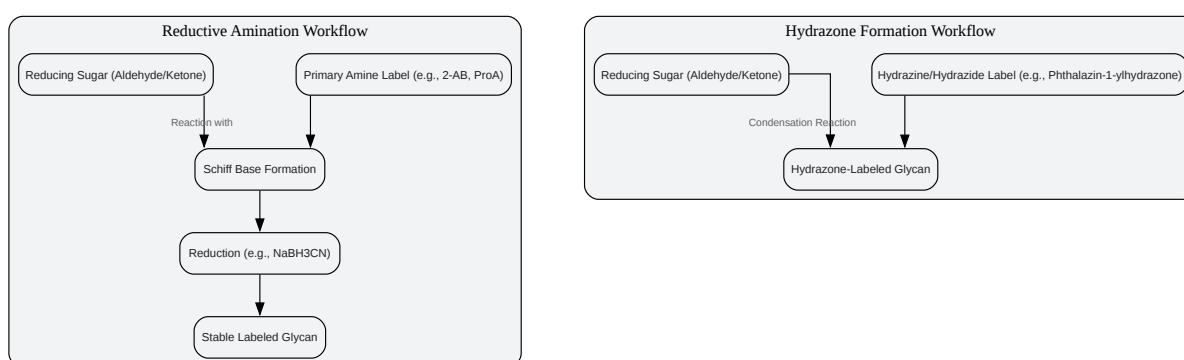 Reductive Amination Workflow
Reducing Sugar (Aldehyde/Ketone)
Primary Amine Label (e.g., 2-AB, ProA)
Reaction with
Schiff Base Formation
Reduction (e.g., NaBH3CN)
Stable Labeled Glycan
Hydrazone Formation Workflow
Reducing Sugar (Aldehyde/Ketone)
Hydrazine/Hydrazide Label (e.g., Phthalazin-1-ylhydrazone)
Condensation Reaction
Hydrazone-Labeled Glycan